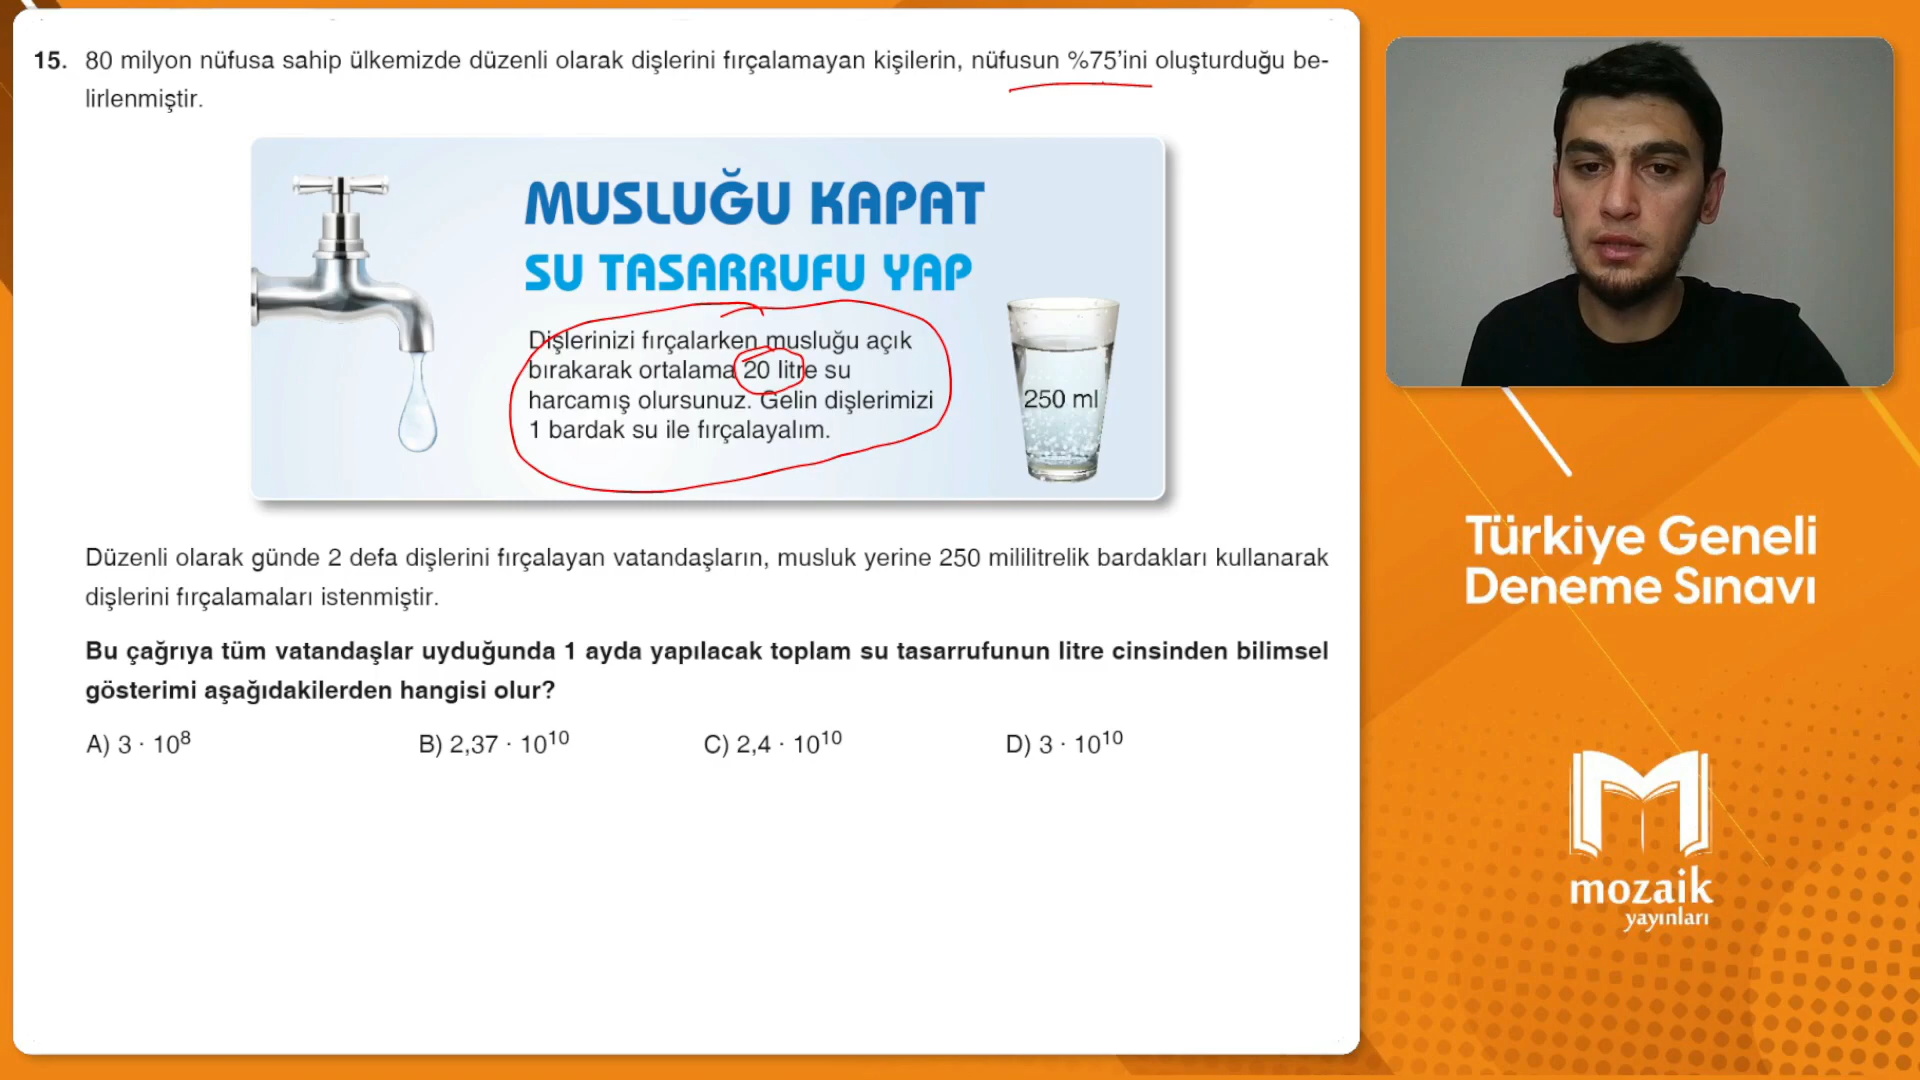 15. 80 milyon nüfusa sahip ülkemizde düzenli olarak dişlerini fırçalamayan kişilerin, nüfusun %75’ini oluşturduğu be-
lirlenmiştir.
MUSLUĞU KAPAT
SU TASARRUFU YAP
Dişlerinizi fırçalarken musluğu açık
bırakarak ortalama 20 litre su
harcamış olursunuz. Gelin dişlerimizi
1 bardak su ile fırçalayalım.
250 ml
Düzenli olarak günde 2 defa dişlerini fırçalayan vatandaşların, musluk yerine 250 mililitrelik bardakları kullanarak
dişlerini fırçalamaları istenmiştir.
Bu çağrıya tüm vatandaşlar uyduğunda 1 ayda yapılacak toplam su tasarrufunun litre cinsinden bilimsel
gösterimi aşağıdakilerden hangisi olur?
A) 3 · 10⁸ B) 2,37 · 10¹⁰ C) 2,4 · 10¹⁰ D) 3 · 10¹⁰
Türkiye Geneli
Deneme Sınavı
mozaik
yayınları